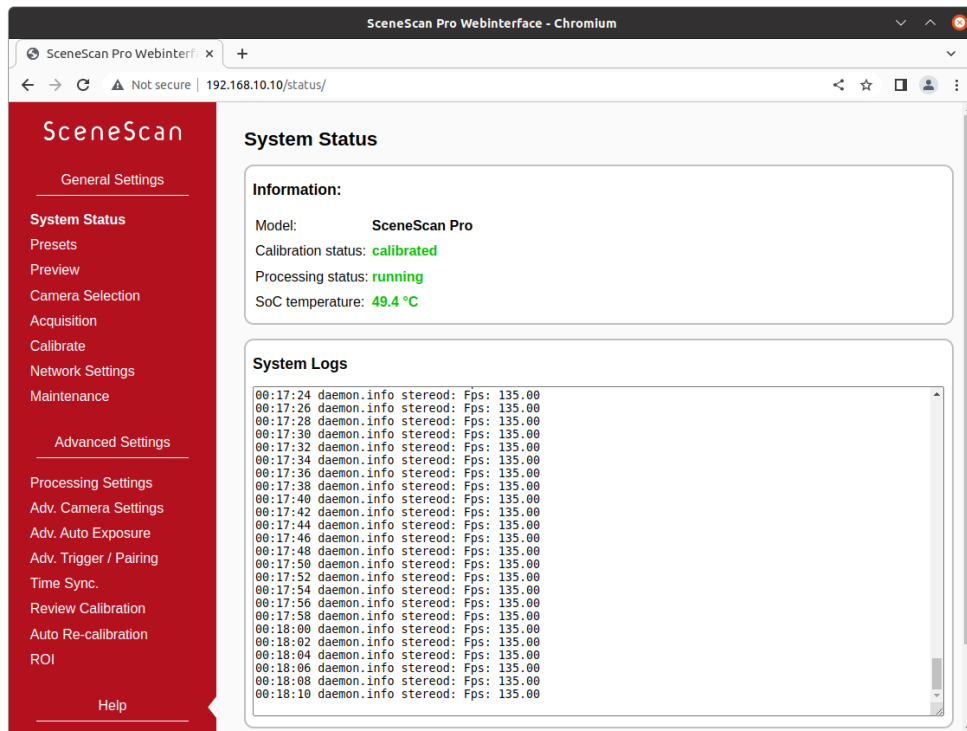 SceneScan Pro Webinterface - Chromium
SceneScan Pro Webinterf
Not secure 192.168.10.10/status/
SceneScan
General Settings
System Status
Presets
Preview
Camera Selection
Acquisition
Calibrate
Network Settings
Maintenance
Advanced Settings
Processing Settings
Adv. Camera Settings
Adv. Auto Exposure
Adv. Trigger / Pairing
Time Sync.
Review Calibration
Auto Re-calibration
ROI
Help
System Status
Information:
Model: SceneScan Pro
Calibration status: calibrated
Processing status: running
SoC temperature: 49.4 °C
System Logs
00:17:24 daemon.info stereod: Fps: 135.00
00:17:26 daemon.info stereod: Fps: 135.00
00:17:28 daemon.info stereod: Fps: 135.00
00:17:30 daemon.info stereod: Fps: 135.00
00:17:32 daemon.info stereod: Fps: 135.00
00:17:34 daemon.info stereod: Fps: 135.00
00:17:36 daemon.info stereod: Fps: 135.00
00:17:38 daemon.info stereod: Fps: 135.00
00:17:40 daemon.info stereod: Fps: 135.00
00:17:42 daemon.info stereod: Fps: 135.00
00:17:44 daemon.info stereod: Fps: 135.00
00:17:46 daemon.info stereod: Fps: 135.00
00:17:48 daemon.info stereod: Fps: 135.00
00:17:50 daemon.info stereod: Fps: 135.00
00:17:52 daemon.info stereod: Fps: 135.00
00:17:54 daemon.info stereod: Fps: 135.00
00:17:56 daemon.info stereod: Fps: 135.00
00:17:58 daemon.info stereod: Fps: 135.00
00:18:00 daemon.info stereod: Fps: 135.00
00:18:02 daemon.info stereod: Fps: 135.00
00:18:04 daemon.info stereod: Fps: 135.00
00:18:06 daemon.info stereod: Fps: 135.00
00:18:08 daemon.info stereod: Fps: 135.00
00:18:10 daemon.info stereod: Fps: 135.00